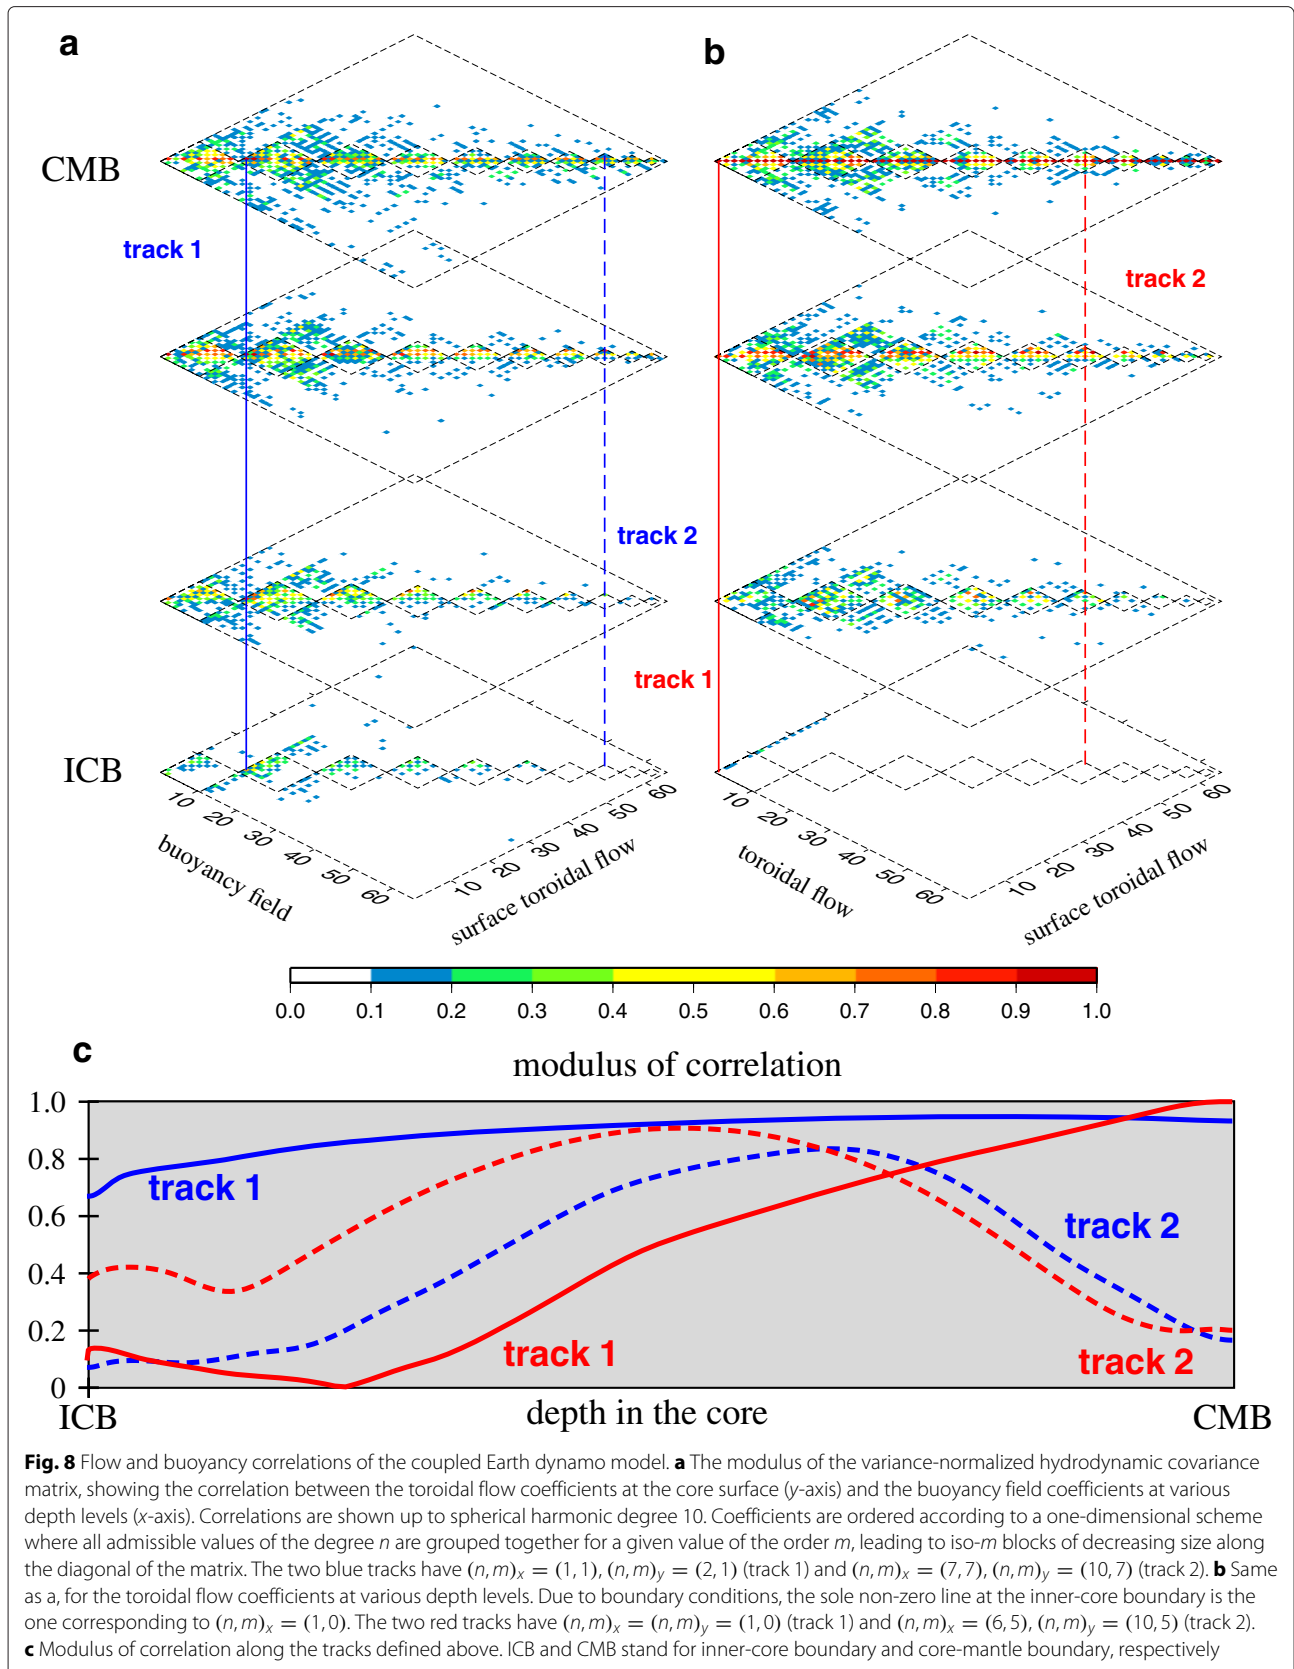 a
b
CMB
track 1
track 2
track 2
track 1
ICB
10 20 30 40 50 60
buoyancy field
10 20 30 40 50 60
surface toroidal flow
10 20 30 40 50 60
toroidal flow
10 20 30 40 50 60
surface toroidal flow
0.0 0.1 0.2 0.3 0.4 0.5 0.6 0.7 0.8 0.9 1.0
c
modulus of correlation
1.0
0.8
0.6
0.4
0.2
0
track 1
track 2
track 1
track 2
ICB
depth in the core
CMB
Fig. 8 Flow and buoyancy correlations of the coupled Earth dynamo model. a The modulus of the variance-normalized hydrodynamic covariance
matrix, showing the correlation between the toroidal flow coefficients at the core surface (y-axis) and the buoyancy field coefficients at various
depth levels (x-axis). Correlations are shown up to spherical harmonic degree 10. Coefficients are ordered according to a one-dimensional scheme
where all admissible values of the degree n are grouped together for a given value of the order m, leading to iso-m blocks of decreasing size along
the diagonal of the matrix. The two blue tracks have (n, m)x = (1, 1), (n, m)y = (2, 1) (track 1) and (n, m)x = (7, 7), (n, m)y = (10, 7) (track 2). b Same
as a, for the toroidal flow coefficients at various depth levels. Due to boundary conditions, the sole non-zero line at the inner-core boundary is the
one corresponding to (n, m)x = (1, 0). The two red tracks have (n, m)x = (n, m)y = (1, 0) (track 1) and (n, m)x = (6, 5), (n, m)y = (10, 5) (track 2).
c Modulus of correlation along the tracks defined above. ICB and CMB stand for inner-core boundary and core-mantle boundary, respectively